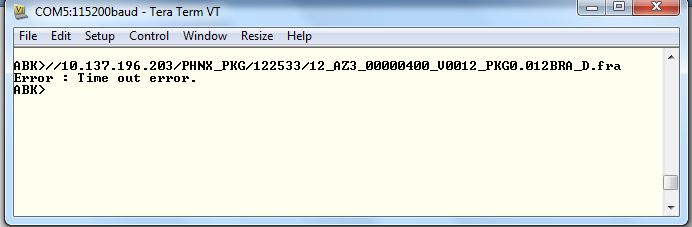 COM5:115200baud - Tera Term VT
File Edit Setup Control Window Resize Help
ABK>//10.137.196.203/PHNX_PKG/122533/12_AZ3_00000400_V0012_PKG0.012BRA_D.fra
Error : Time out error.
ABK>